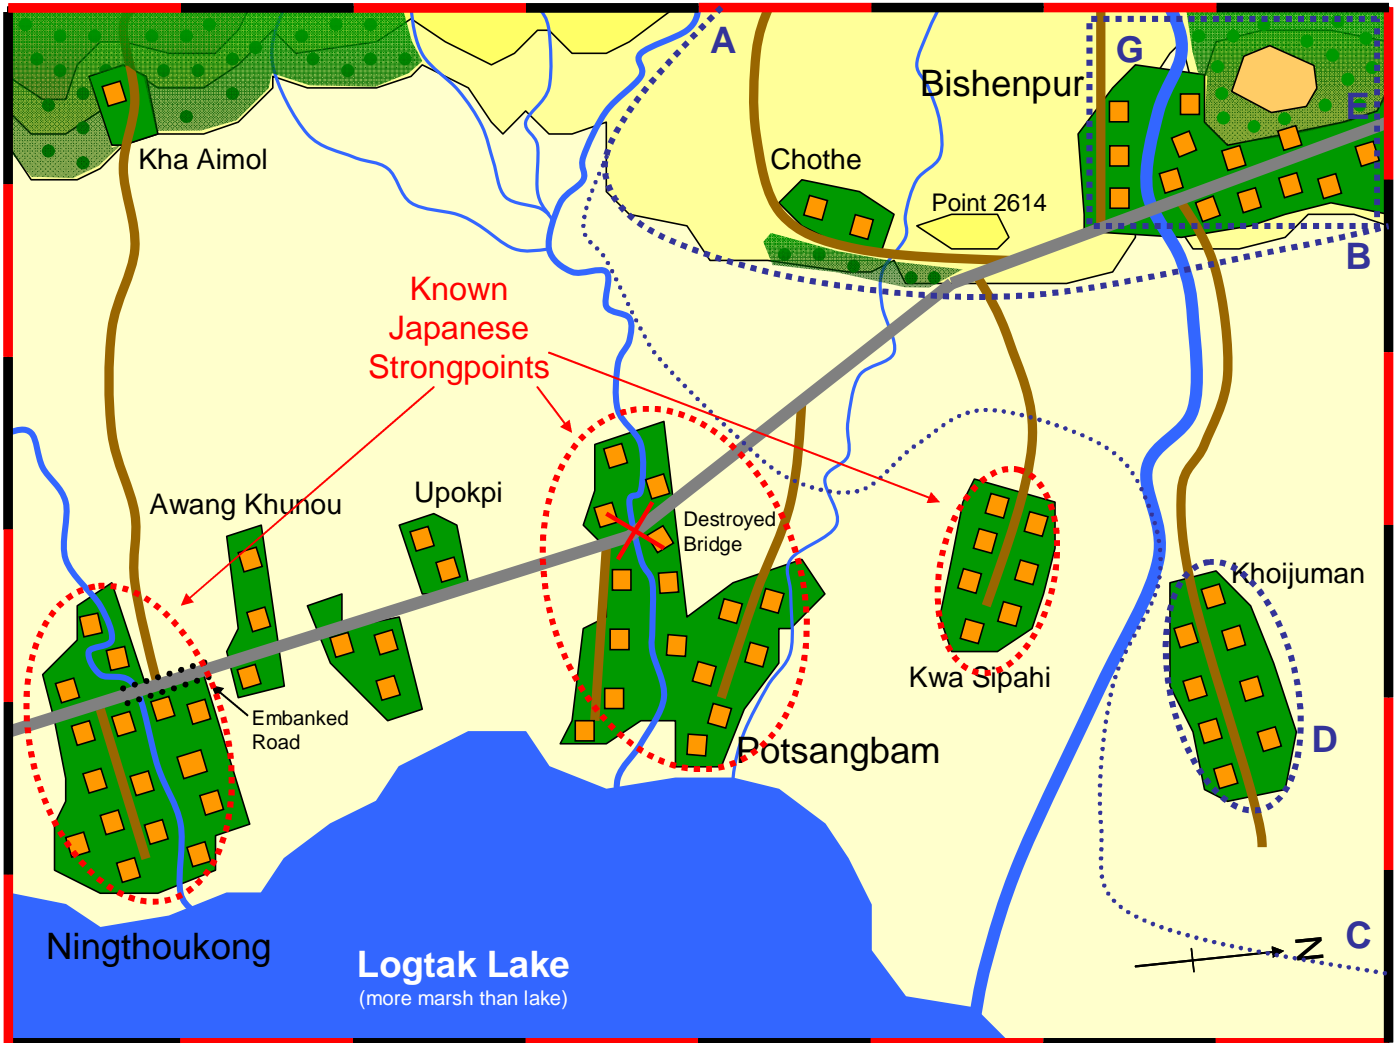 A
G
Bishenpur
E
Kha Aimol
Chothe
Point 2614
B
Known
Japanese
Strongpoints
Awang Khunou
Upokpi
Destroyed
Bridge
Khoijuman
Kwa Sipahi
Embanked
Road
D
Potsangbam
Ningthoukong
C
N
Logtak Lake
(more marsh than lake)